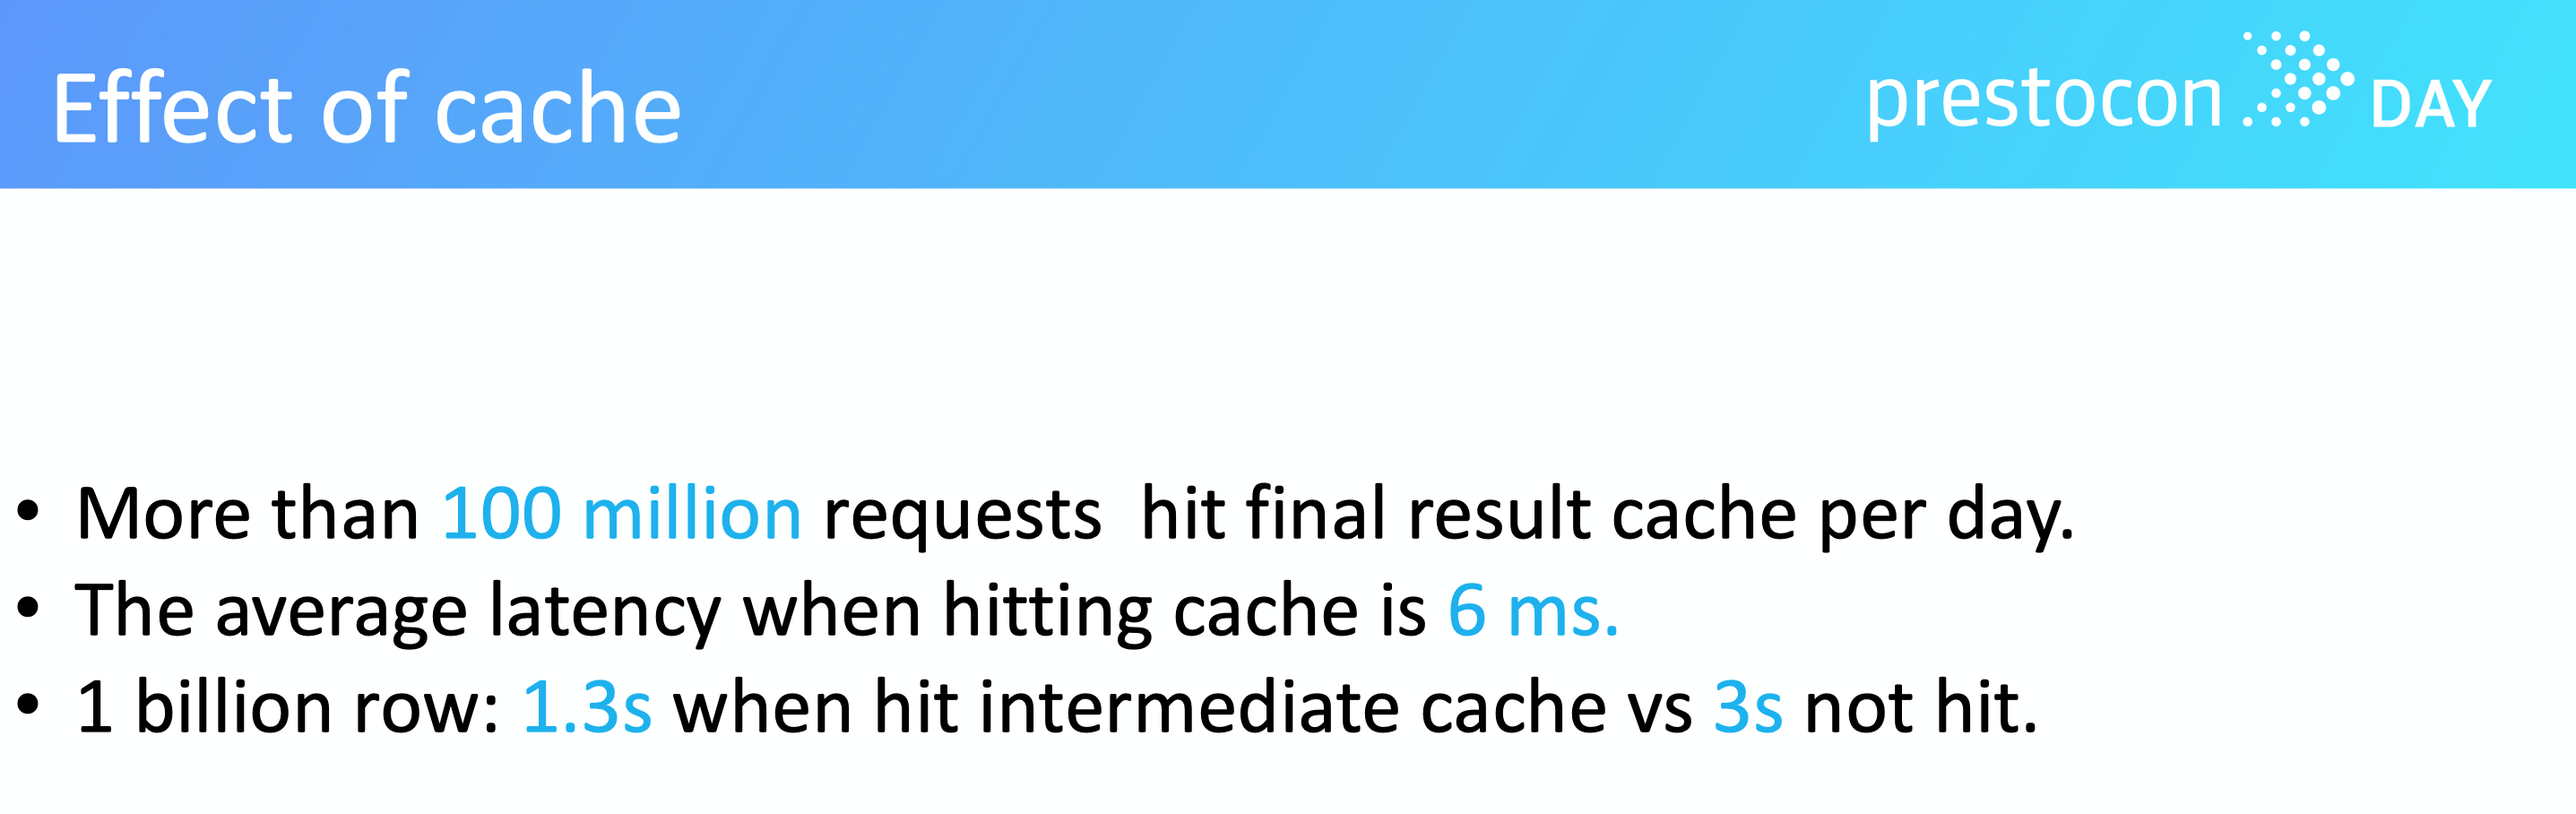 Effect of cache
prestocon DAY
• More than 100 million requests  hit final result cache per day.
• The average latency when hitting cache is 6 ms.
• 1 billion row: 1.3s when hit intermediate cache vs 3s not hit.